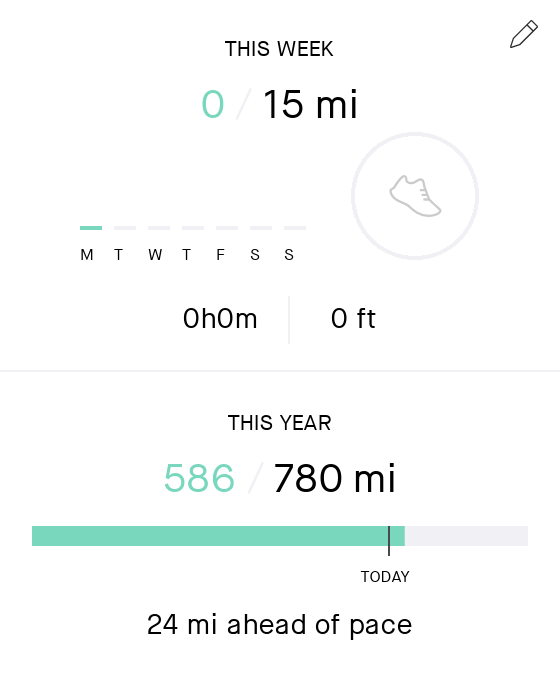 THIS WEEK
0 / 15 mi
M T W T F S S
0h0m 0 ft
THIS YEAR
586 / 780 mi
TODAY
24 mi ahead of pace